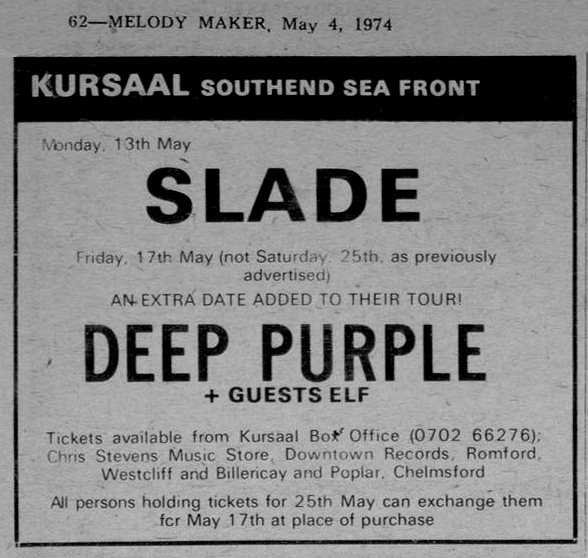 62—MELODY MAKER, May 4, 1974
KURSAAL SOUTHEND SEA FRONT
Monday, 13th May
SLADE
Friday, 17th May (not Saturday, 25th, as previously
advertised)
AN EXTRA DATE ADDED TO THEIR TOUR!
DEEP PURPLE
+ GUESTS ELF
Tickets available from Kursaal Box Office (0702 66276);
Chris Stevens Music Store, Downtown Records, Romford,
Westcliff and Billericay and Poplar, Chelmsford
All persons holding tickets for 25th May can exchange them
for May 17th at place of purchase